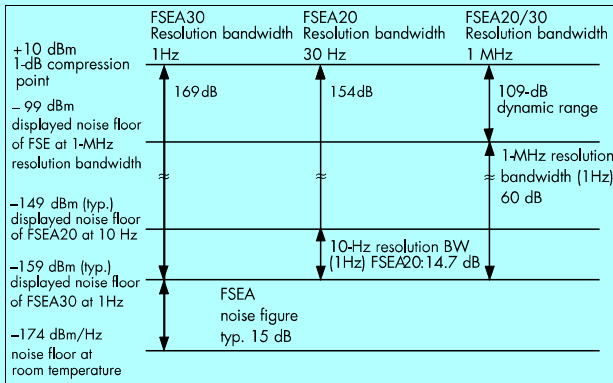 FSEA30
Resolution bandwidth
1Hz
FSEA20
Resolution bandwidth
30 Hz
FSEA20/30
Resolution bandwidth
1 MHz
+10 dBm
1-dB compression
point
169dB
154dB
109-dB
dynamic range
– 99 dBm
displayed noise floor
of FSE at 1-MHz
resolution bandwidth
1-MHz resolution
bandwidth (1Hz)
60 dB
–149 dBm (typ.)
displayed noise floor
of FSEA20 at 10 Hz
10-Hz resolution BW
(1Hz) FSEA20:14.7 dB
–159 dBm (typ.)
displayed noise floor
of FSEA30 at 1Hz
FSEA
noise figure
typ. 15 dB
–174 dBm/Hz
noise floor at
room temperature